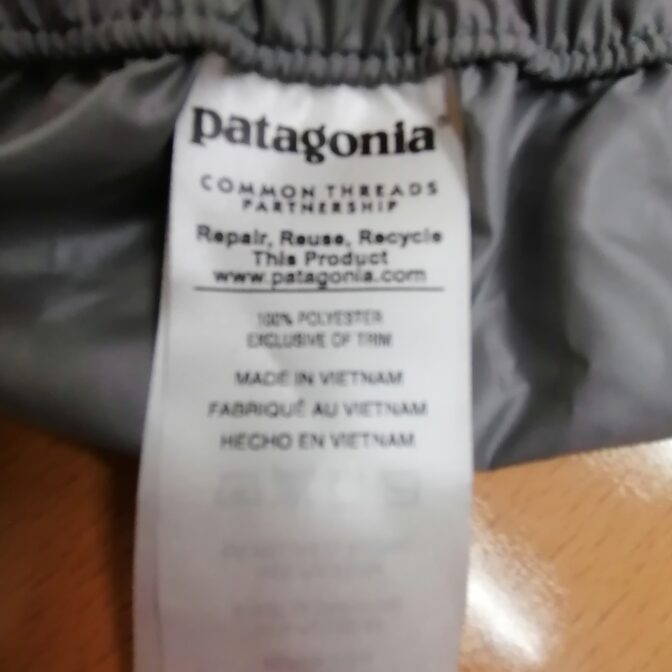 patagonia
COMMON THREADS
PARTNERSHIP
Repair, Reuse, Recycle
This Product
www.patagonia.com
100% POLYESTER
EXCLUSIVE OF TRIM
MADE IN VIETNAM
FABRIQUÉ AU VIETNAM
HECHO EN VIETNAM